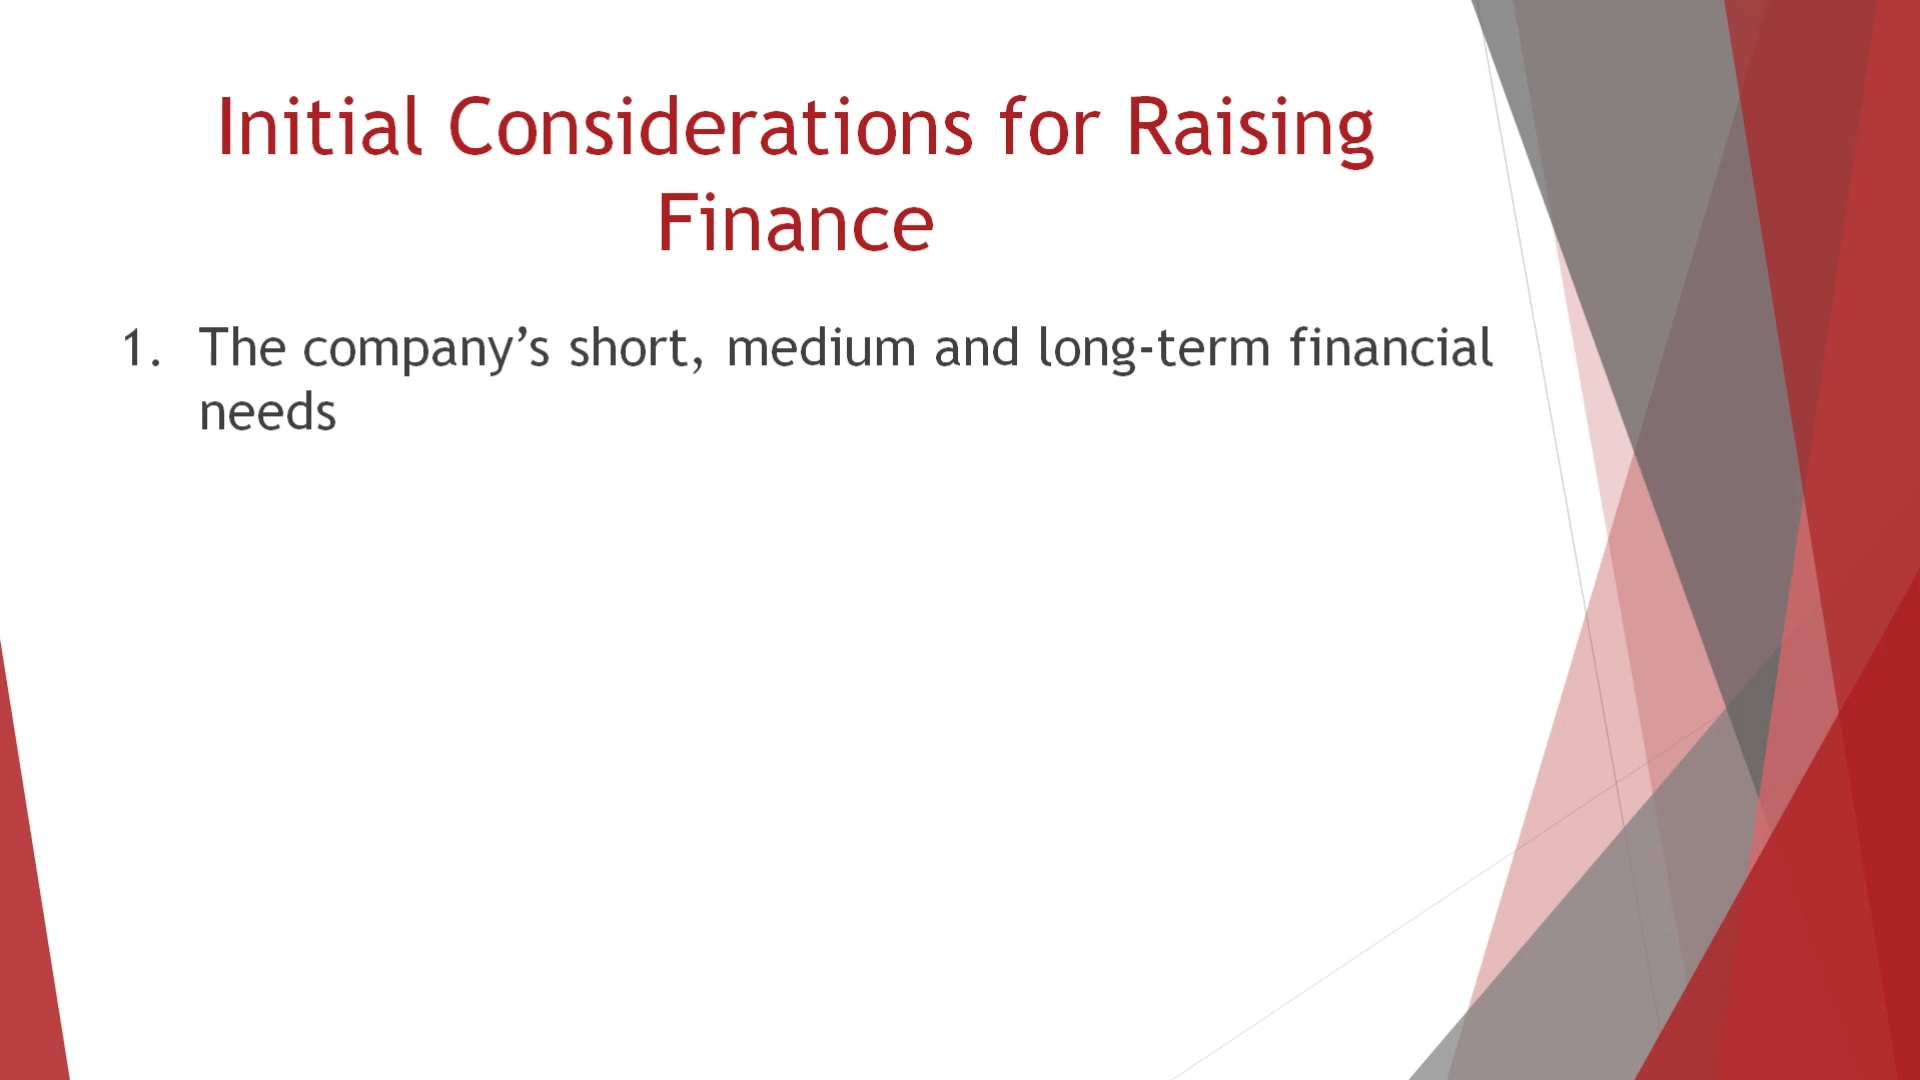 Initial Considerations for Raising
Finance
1. The company’s short, medium and long-term financial
needs